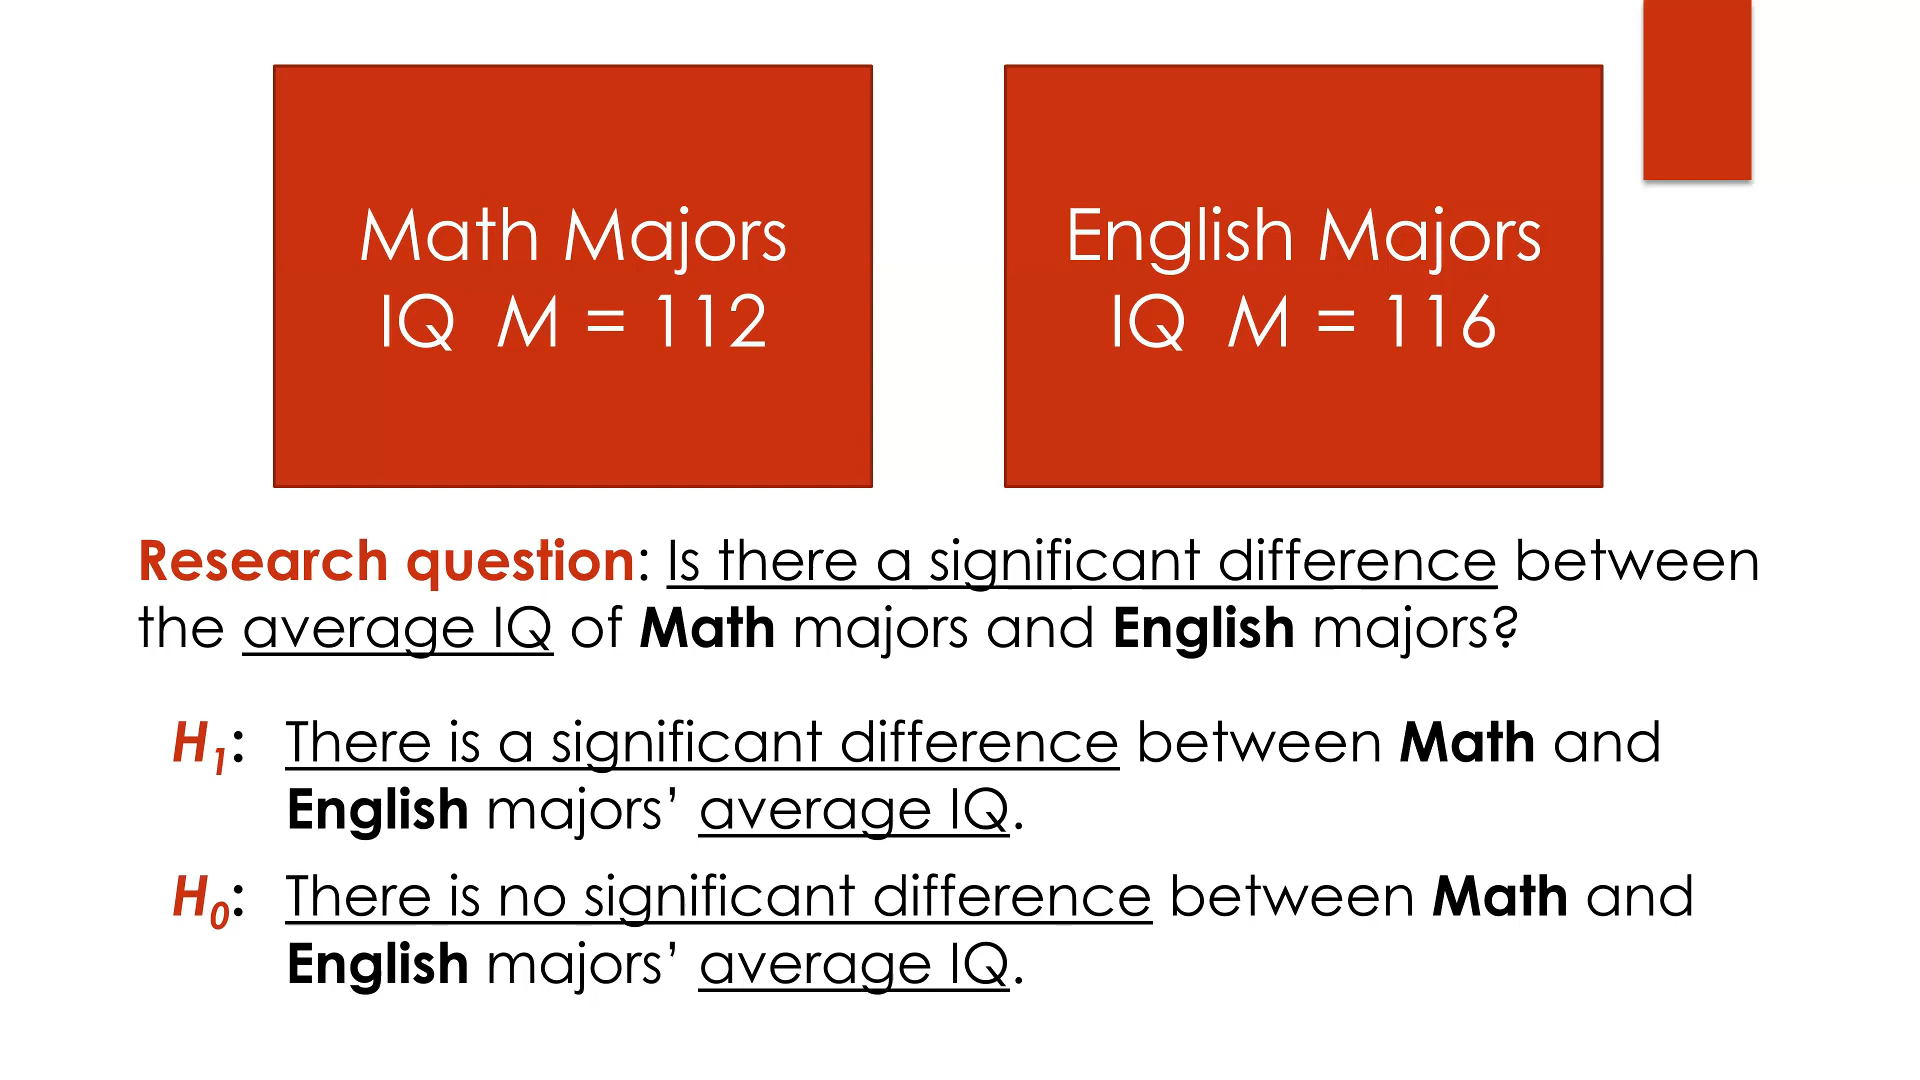 Math Majors
IQ M = 112
English Majors
IQ M = 116
Research question: Is there a significant difference between
the average IQ of Math majors and English majors?
H₁: There is a significant difference between Math and
English majors’ average IQ.
H₀: There is no significant difference between Math and
English majors’ average IQ.